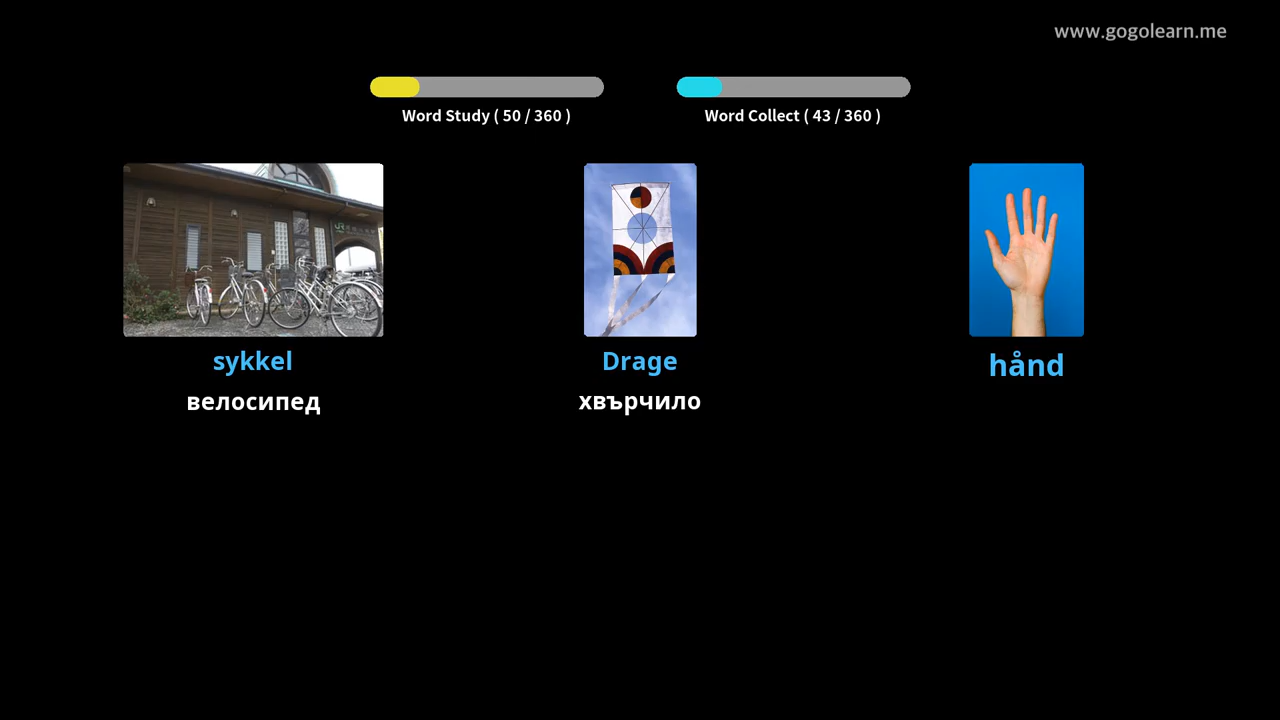 www.gogolearn.me
Word Study ( 50 / 360 )
Word Collect ( 43 / 360 )
sykkel
Drage
hånd
велосипед
хвърчило